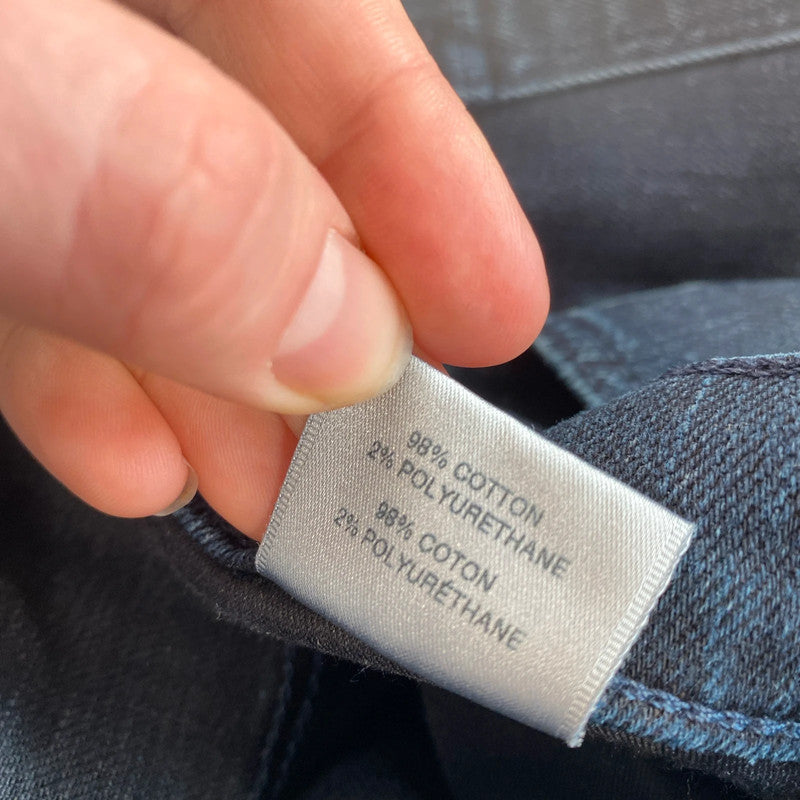 98% COTTON
2% POLYURETHANE
98% COTON
2% POLYURÉTHANE